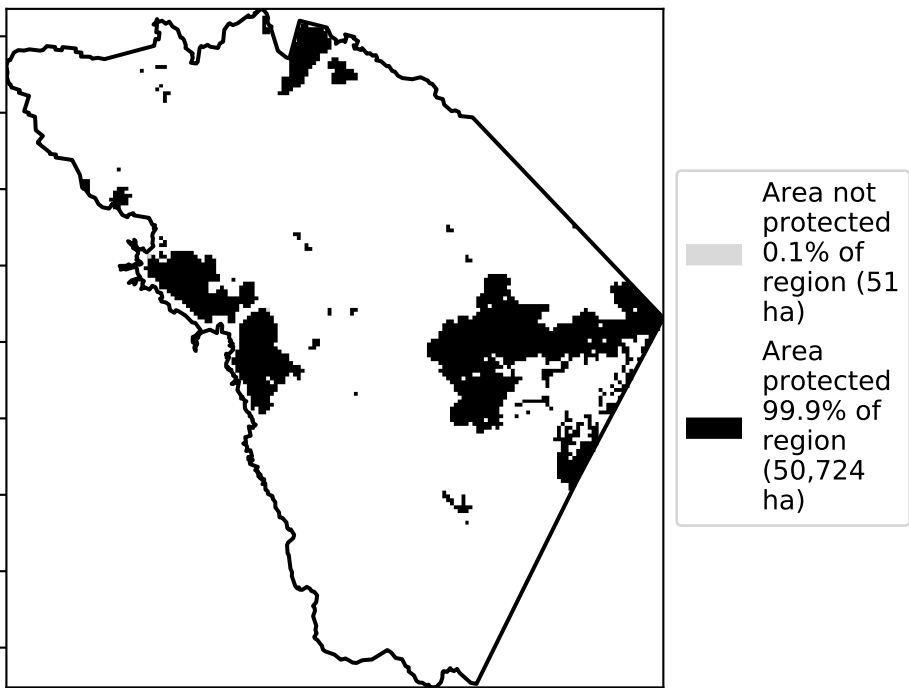 Area not
protected
0.1% of
region (51
ha)
Area
protected
99.9% of
region
(50,724
ha)